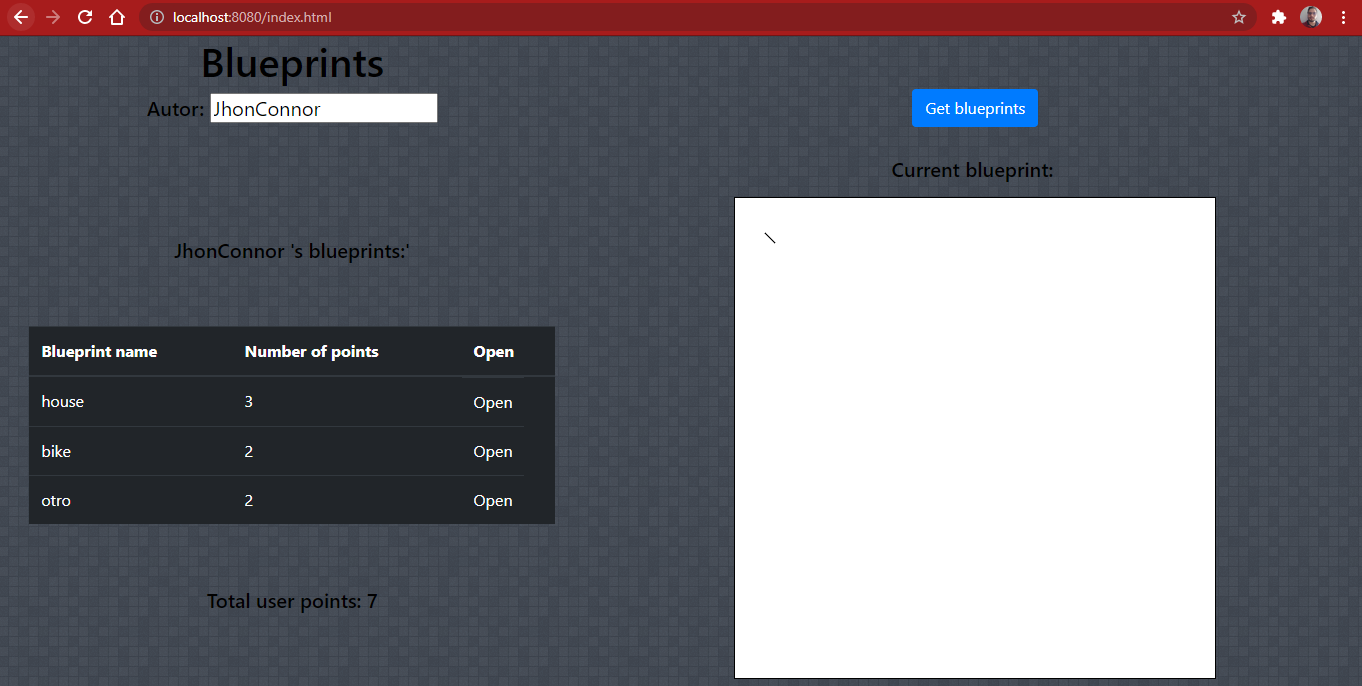 localhost:8080/index.html
Blueprints
Autor: JhonConnor
Get blueprints
Current blueprint:
JhonConnor 's blueprints:'
Blueprint name Number of points Open
house 3 Open
bike 2 Open
otro 2 Open
Total user points: 7